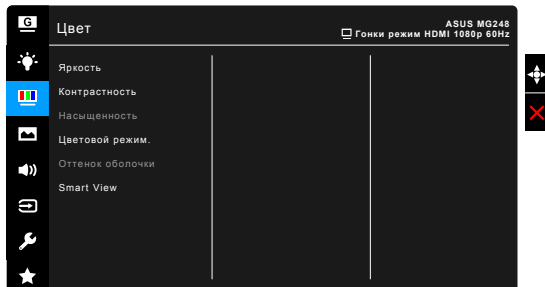 G
Цвет
ASUS MG248
Гонки режим HDMI 1080p 60Hz
Яркость
Контрастность
Насыщенность
Цветовой режим.
Оттенок оболочки
Smart View